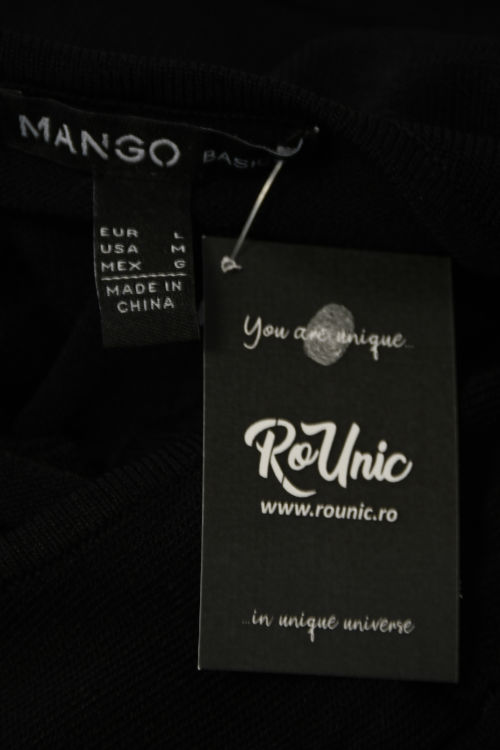 MANGO BASIC
EUR L
USA M
MEX G
MADE IN
CHINA
You are unique...
RoUnic
www.rounic.ro
...in unique universe